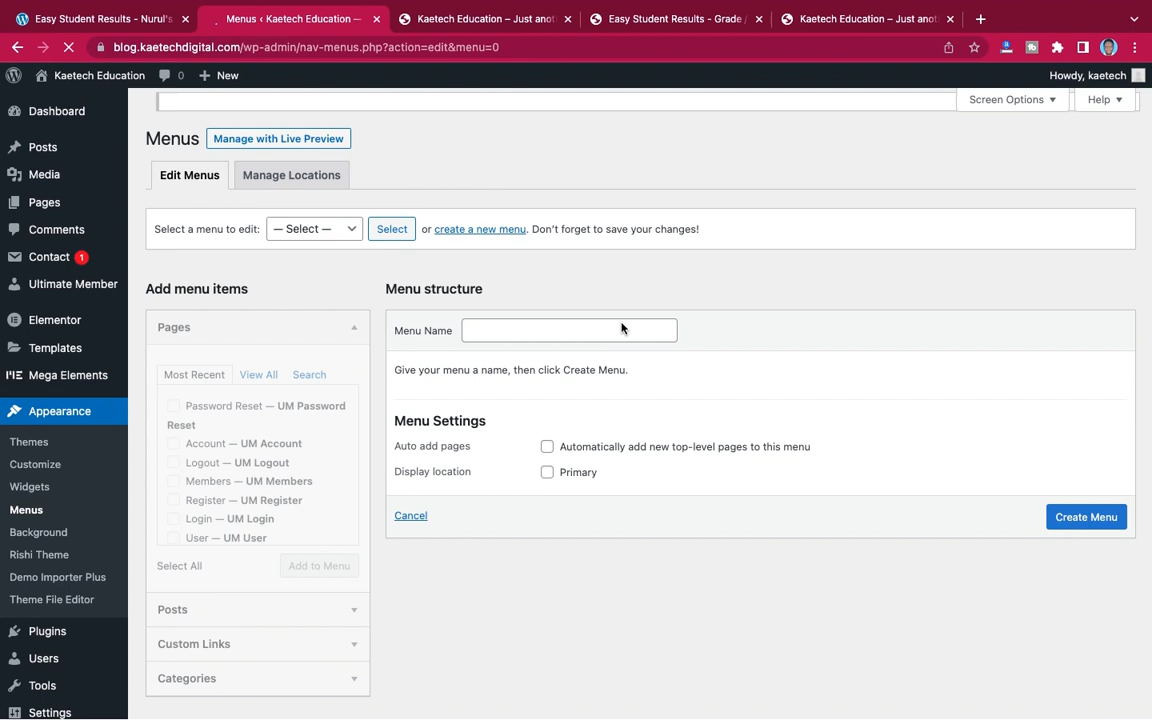 Easy Student Results - Nurul's
Menus ‹ Kaetech Education —
Kaetech Education – Just anot
Easy Student Results - Grade /
Kaetech Education – Just anot
blog.kaetechdigital.com/wp-admin/nav-menus.php?action=edit&menu=0
Kaetech Education
0
New
Howdy, kaetech
Screen Options
Help
Dashboard
Posts
Media
Pages
Comments
Contact 1
Ultimate Member
Elementor
Templates
Mega Elements
Appearance
Themes
Customize
Widgets
Menus
Background
Rishi Theme
Demo Importer Plus
Theme File Editor
Plugins
Users
Tools
Settings
Menus Manage with Live Preview
Edit Menus Manage Locations
Select a menu to edit: — Select — Select or create a new menu. Don't forget to save your changes!
Add menu items
Pages
Most Recent View All Search
Password Reset — UM Password
Reset
Account — UM Account
Logout — UM Logout
Members — UM Members
Register — UM Register
Login — UM Login
User — UM User
Select All Add to Menu
Posts
Custom Links
Categories
Menu structure
Menu Name
Give your menu a name, then click Create Menu.
Menu Settings
Auto add pages Automatically add new top-level pages to this menu
Display location Primary
Cancel Create Menu